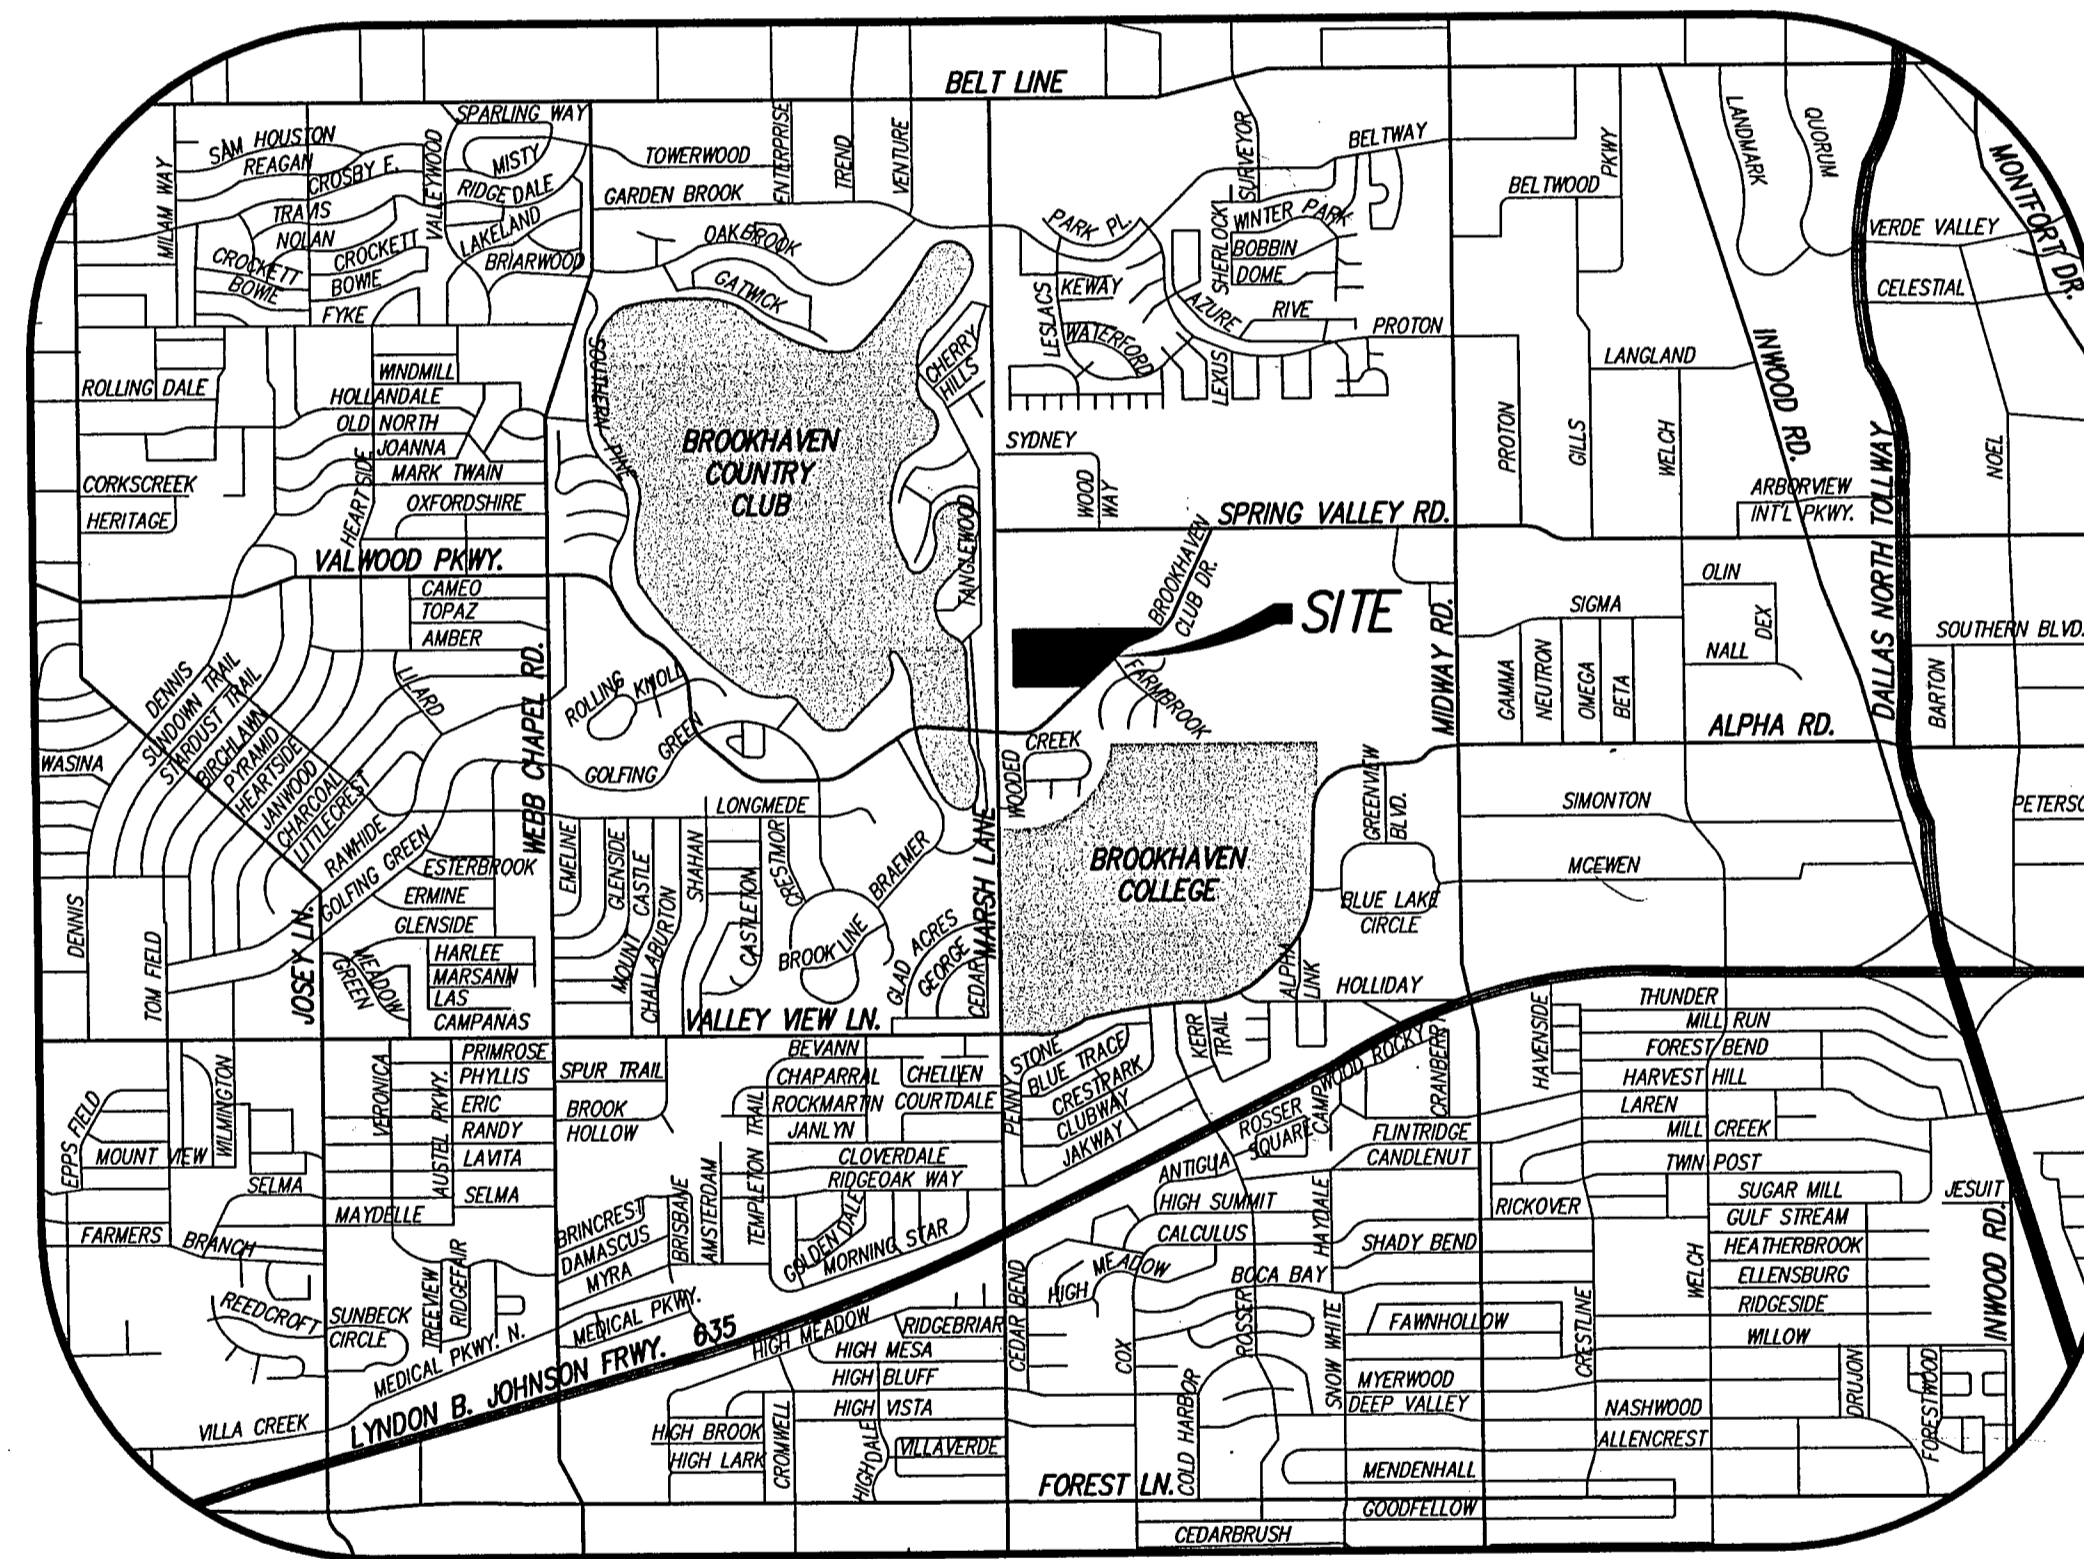 BELT LINE
SPARLING WAY
SAM HOUSTON
REAGAN
CROSBY E.
VALLEYWOOD
MISTY
RIDGEDALE
TOWERWOOD
ENTERPRISE
TREND
VENTURE
SURVEYOR
BELTWAY
PKWY
LANDMARK
QUORUM
MONTFORT DR.
MILAM WAY
TRAVIS
NOLAN
CROCKETT
BOWIE
CROCKETT
BOWIE
FYKE
LAKELAND
BRIARWOOD
GARDEN BROOK
OAKBROOK
GATWICK
PARK PL.
SHERLOCK
WINTER PARK
BOBBIN
DOME
BELTWOOD
VERDE VALLEY
CELESTIAL
LESLACS
KEWAY
AZURE
RIVE
PROTON
WATERFORD
LEXUS
LANGLAND
INWOOD RD.
ROLLING DALE
WINDMILL
HOLLANDALE
OLD NORTH
JOANNA
MARK TWAIN
HEARTSIDE
OXFORDSHIRE
CORKSCREEK
HERITAGE
SOUTHERN
PINE
CHERRY
HILLS
BROOKHAVEN
COUNTRY
CLUB
TANGLEWOOD
SYDNEY
WOOD
WAY
PROTON
GILLS
WELCH
NOEL
ARBORVIEW
INT'L PKWY.
SPRING VALLEY RD.
VALWOOD PKWY.
BROOKHAVEN
CLUB DR.
SITE
MIDWAY RD.
DALLAS NORTH TOLLWAY
CAMEO
TOPAZ
AMBER
OLIN
DEX
NALL
SIGMA
GAMMA
NEUTRON
OMEGA
BETA
SOUTHERN BLVD.
BARTON
ALPHA RD.
DENNIS
SUNDOWN TRAIL
STARDUST TRAIL
BIRCHLAWN
PYRAMID
HEARTSIDE
JANWOOD
CHARCOAL
LITTLECREST
RAWHIDE
GOLFING GREEN
LILARD
WEBB CHAPEL RD.
ROLLING
KNOLL
GOLFING
GREEN
FARMBROOK
WASINA
WOODED
CREEK
GREENVIEW
BLVD.
SIMONTON
PETERSO
LONGMEDE
MCEWEN
BROOKHAVEN
COLLEGE
BLUE LAKE
CIRCLE
ESTERBROOK
ERMINE
GLENSIDE
HARLEE
MARSANN
LAS
CAMPANAS
MEADOW
GREEN
DENNIS
TOM FIELD
JOSEY LN.
EMELINE
GLENSIDE
CASTLE
MOUNT
CHALLABURTON
SHAHAN
CASTLETON
CRESTMOR
BRAEMER
BROOK LINE
GLAD ACRES
GEORGE
CEDAR
MARSH LANE
ALPHA
LINK
HOLLIDAY
VALLEY VIEW LN.
THUNDER
MILL RUN
FOREST BEND
HARVEST HILL
LAREN
MILL CREEK
TWIN POST
HAVENSIDE
PENNY STONE
BLUE TRACE
CRESTPARK
CLUBWAY
JAKWAY
KERR
TRAIL
CAMPWOOD
ROCKY
CRANBERRY
PRIMROSE
PHYLLIS
ERIC
RANDY
LAVITA
SELMA
VERONICA
AUSTEL PKWY.
WILMINGTON
EPPS FIELD
MOUNT VIEW
SELMA
MAYDELLE
FARMERS BRANCH
SPUR TRAIL
BROOK
HOLLOW
BEVANN
CHAPARRAL
ROCKMARTIN
JANLYN
CHELLEN
COURTDALE
CLOVERDALE
RIDGEOAK WAY
TEMPLETON TRAIL
AMSTERDAM
BRISBANE
BRINCREST
DAMASCUS
MYRA
GOLDEN DALE
MORNING STAR
ROSSER
SQUARE
FLINTRIDGE
CANDLENUT
ANTIGUA
HIGH SUMMIT
CALCULUS
HAYDALE
SHADY BEND
RICKOVER
SUGAR MILL
GULF STREAM
HEATHERBROOK
ELLENSBURG
RIDGESIDE
WILLOW
JESUIT
INWOOD RD.
WELCH
REEDCROFT
SUNBECK
CIRCLE
TREEVIEW
RIDGEFAIR
MEDICAL PKWY. N.
MEDICAL PKWY.
LYNDON B. JOHNSON FRWY. 635
HIGH MEADOW
RIDGEBRIAR
HIGH MESA
HIGH BLUFF
HIGH VISTA
CEDAR BEND
HIGH
MEADOW
BOCA BAY
COX
ROSSER
SNOW WHITE
FAWNHOLLOW
CRESTLINE
MYERWOOD
DEEP VALLEY
NASHWOOD
ALLENCREST
DRUJON
FORESTWOOD
VILLA CREEK
HIGH BROOK
HIGH LARK
CROMWELL
HIGHDALE
VILLAVERDE
COLD HARBOR
MENDENHALL
GOODFELLOW
FOREST LN.
CEDARBRUSH